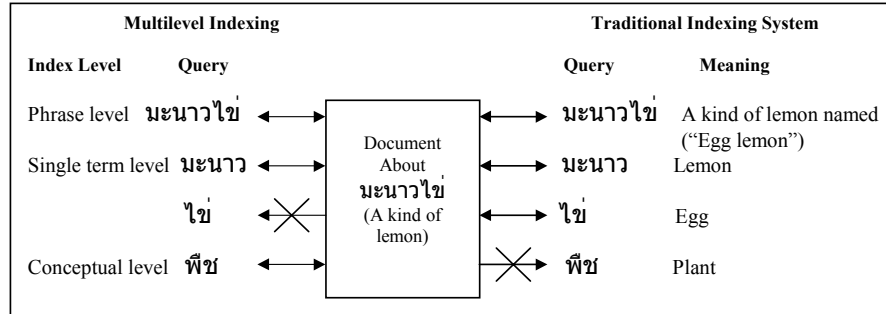 Multilevel Indexing Traditional Indexing System
Index Level Query Query Meaning
Phrase level มะนาวไข่ มะนาวไข่ A kind of lemon named
("Egg lemon")
Document
About
มะนาวไข่
(A kind of
lemon)
Single term level มะนาว มะนาว Lemon
ไข่ ไข่ Egg
Conceptual level พืช พืช Plant